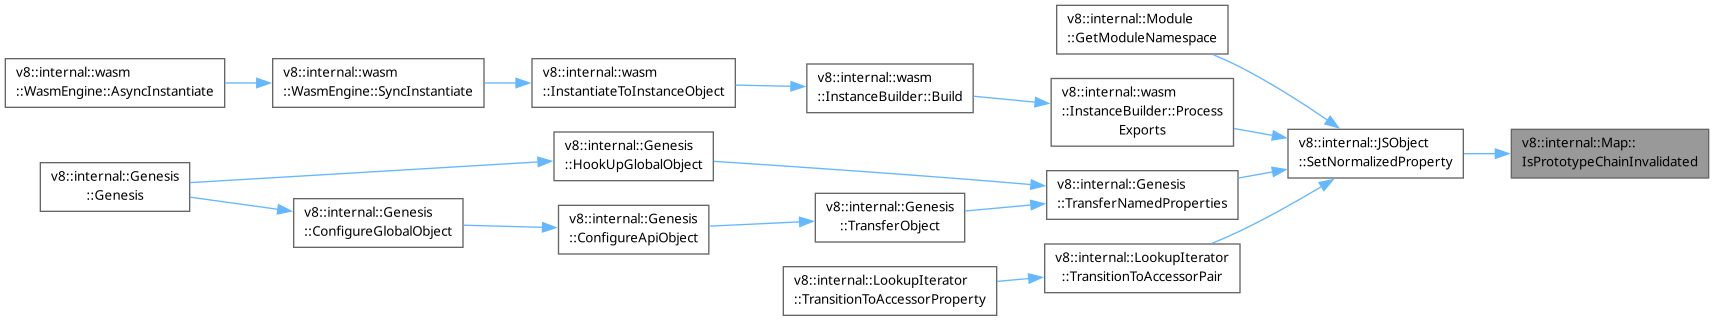 v8::internal::Module
::GetModuleNamespace
v8::internal::wasm
::WasmEngine::AsyncInstantiate
v8::internal::wasm
::WasmEngine::SyncInstantiate
v8::internal::wasm
::InstantiateToInstanceObject
v8::internal::wasm
::InstanceBuilder::Build
v8::internal::wasm
::InstanceBuilder::Process
Exports
v8::internal::JSObject
::SetNormalizedProperty
v8::internal::Map::
IsPrototypeChainInvalidated
v8::internal::Genesis
::Genesis
v8::internal::Genesis
::HookUpGlobalObject
v8::internal::Genesis
::TransferNamedProperties
v8::internal::Genesis
::ConfigureGlobalObject
v8::internal::Genesis
::ConfigureApiObject
v8::internal::Genesis
::TransferObject
v8::internal::LookupIterator
::TransitionToAccessorPair
v8::internal::LookupIterator
::TransitionToAccessorProperty